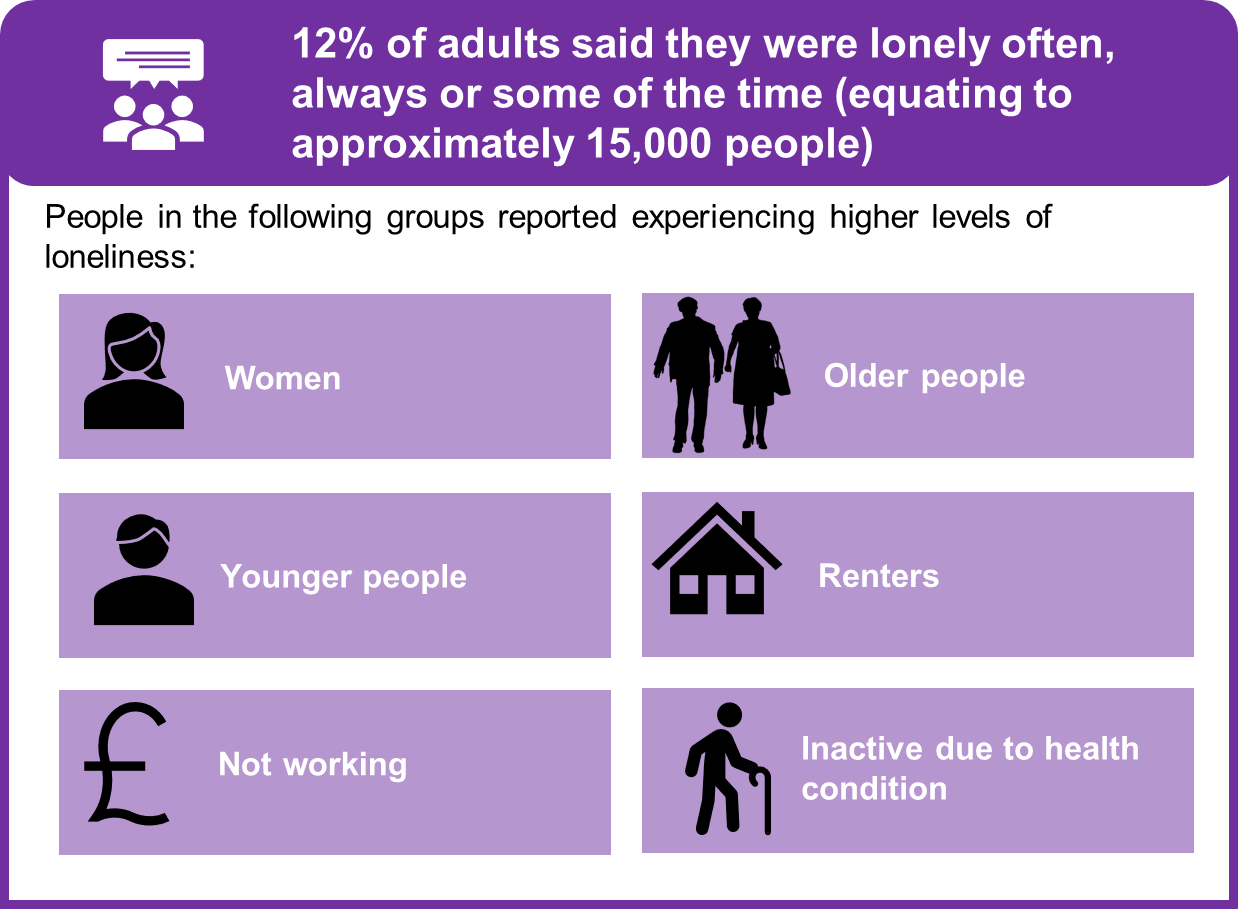 12% of adults said they were lonely often,
always or some of the time (equating to
approximately 15,000 people)
People in the following groups reported experiencing higher levels of
loneliness:
Women
Older people
Younger people
Renters
Not working
Inactive due to health
condition